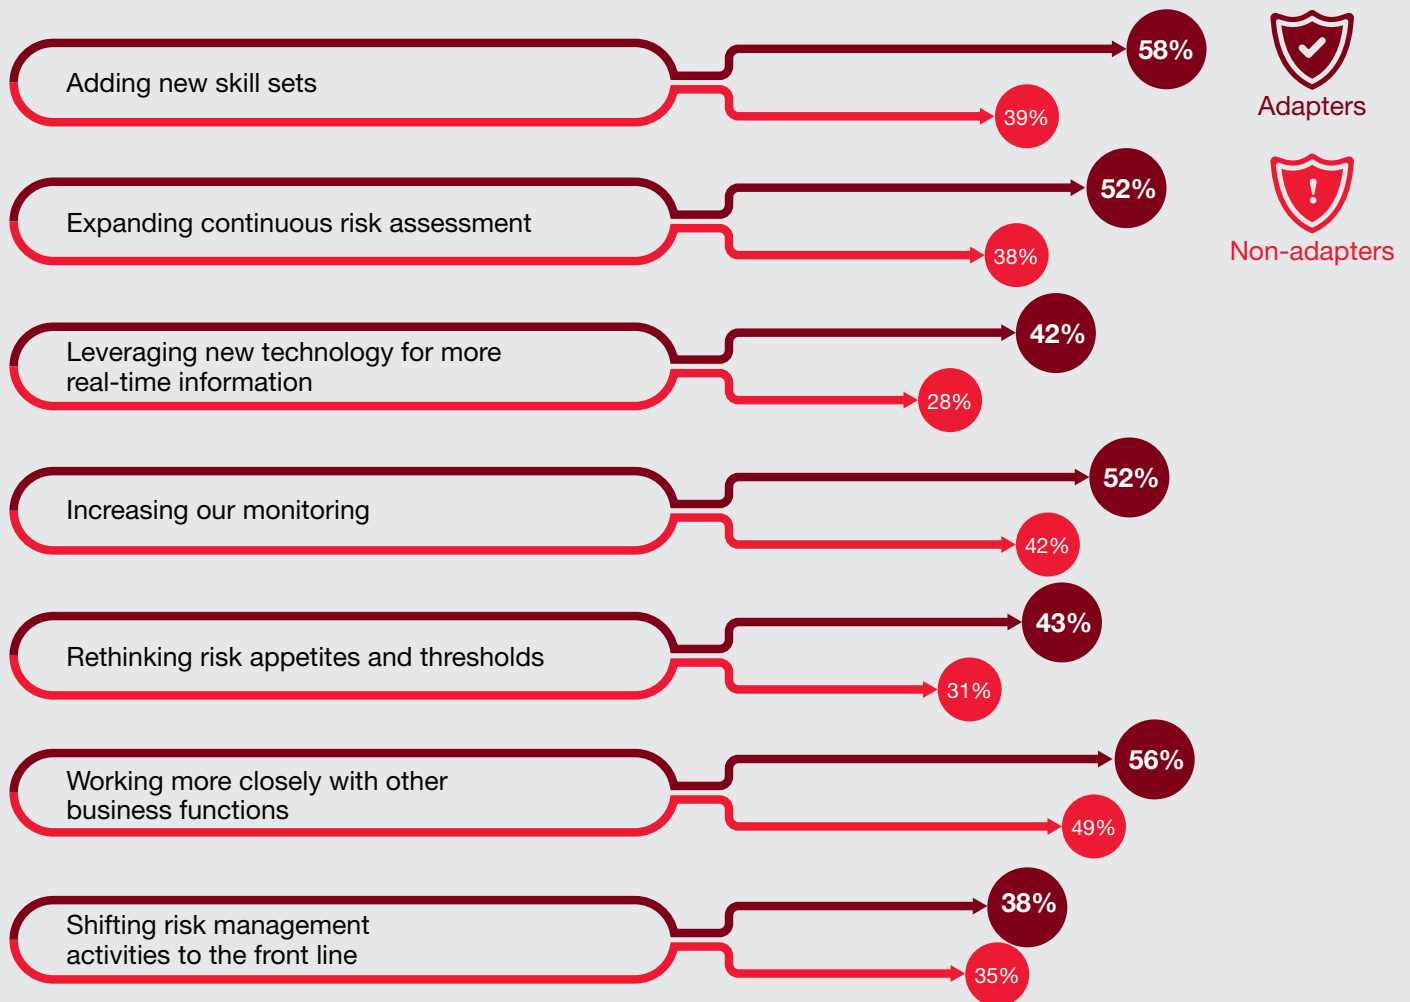 Adding new skill sets
58%
39%
Adapters
Expanding continuous risk assessment
52%
38%
!
Non-adapters
Leveraging new technology for more
real-time information
42%
28%
Increasing our monitoring
52%
42%
Rethinking risk appetites and thresholds
43%
31%
Working more closely with other
business functions
56%
49%
Shifting risk management
activities to the front line
38%
35%